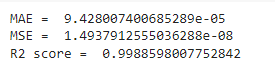 MAE =  9.428007400685289e-05
MSE =  1.4937912555036288e-08
R2 score =  0.9988598007752842